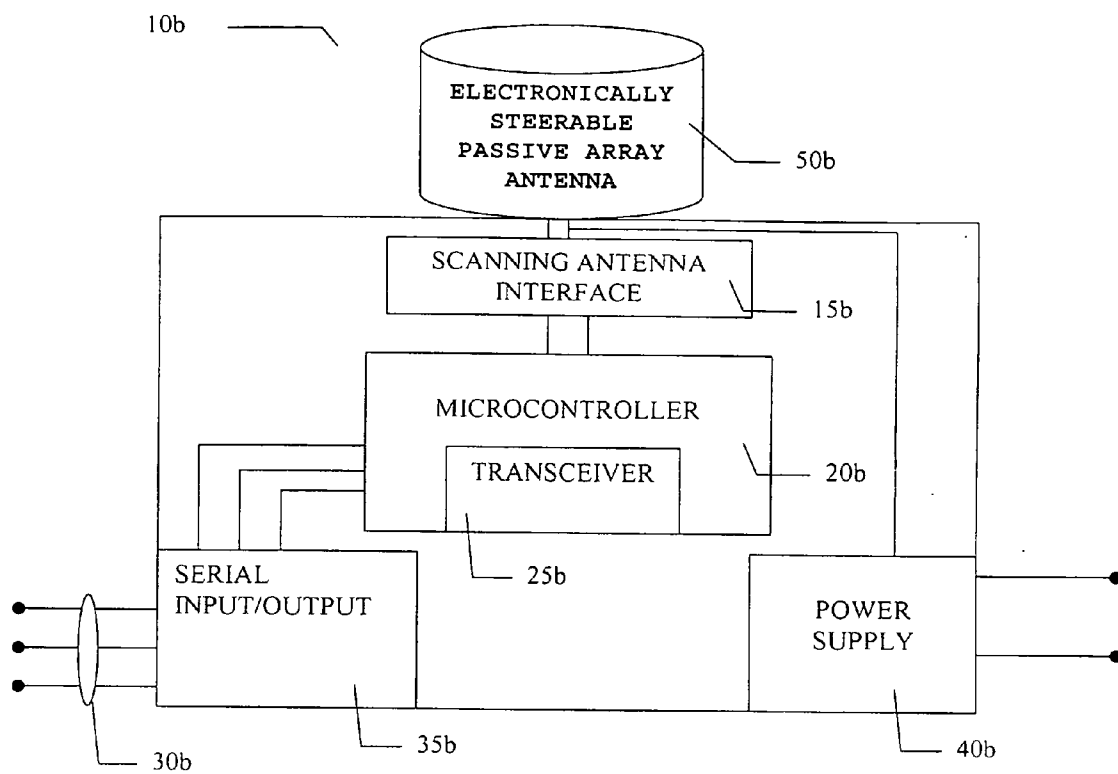 10b
ELECTRONICALLY
STEERABLE
PASSIVE ARRAY
ANTENNA
50b
SCANNING ANTENNA
INTERFACE
15b
MICROCONTROLLER
TRANSCEIVER
20b
25b
SERIAL
INPUT/OUTPUT
POWER
SUPPLY
30b
35b
40b